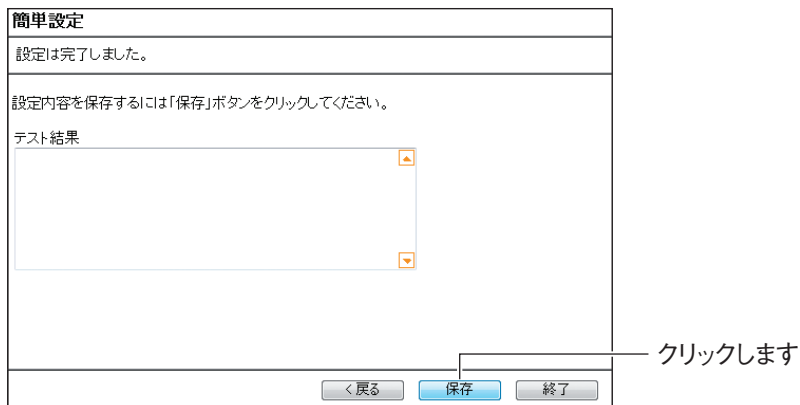 簡単設定
設定は完了しました。
設定内容を保存するには「保存」ボタンをクリックしてください。
テスト結果
クリックします
< 戻る
保存
終了